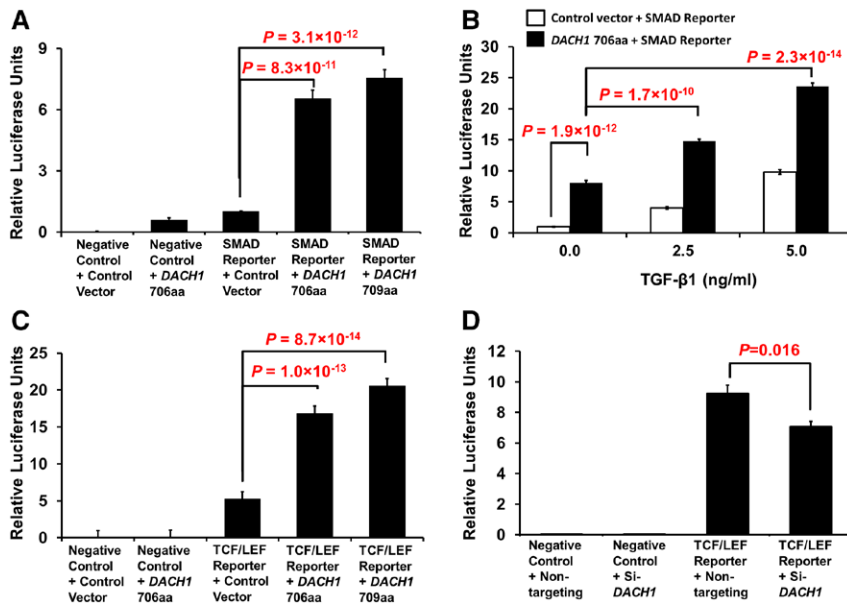 A
Relative Luciferase Units
9
6
3
0
P = 3.1×10-12
P = 8.3×10-11
Negative
Control
+ Control
Vector
Negative
Control
+ DACH1
706aa
SMAD
Reporter
+ Control
Vector
SMAD
Reporter
+ DACH1
706aa
SMAD
Reporter
+ DACH1
709aa
B
Control vector + SMAD Reporter
DACH1 706aa + SMAD Reporter
Relative Luciferase Units
30
25
20
15
10
5
0
P = 2.3×10-14
P = 1.7×10-10
P = 1.9×10-12
0.0
2.5
5.0
TGF-β1 (ng/ml)
C
Relative Luciferase Units
25
20
15
10
5
0
P = 8.7×10-14
P = 1.0×10-13
Negative
Control
+ Control
Vector
Negative
Control
+ DACH1
706aa
TCF/LEF
Reporter
+ Control
Vector
TCF/LEF
Reporter
+ DACH1
706aa
TCF/LEF
Reporter
+ DACH1
709aa
D
Relative Luciferase Units
12
10
8
6
4
2
0
P=0.016
Negative
Control
+ Non-
targeting
Negative
Control
+ Si-
DACH1
TCF/LEF
Reporter
+ Non-
targeting
TCF/LEF
Reporter
+ Si-
DACH1